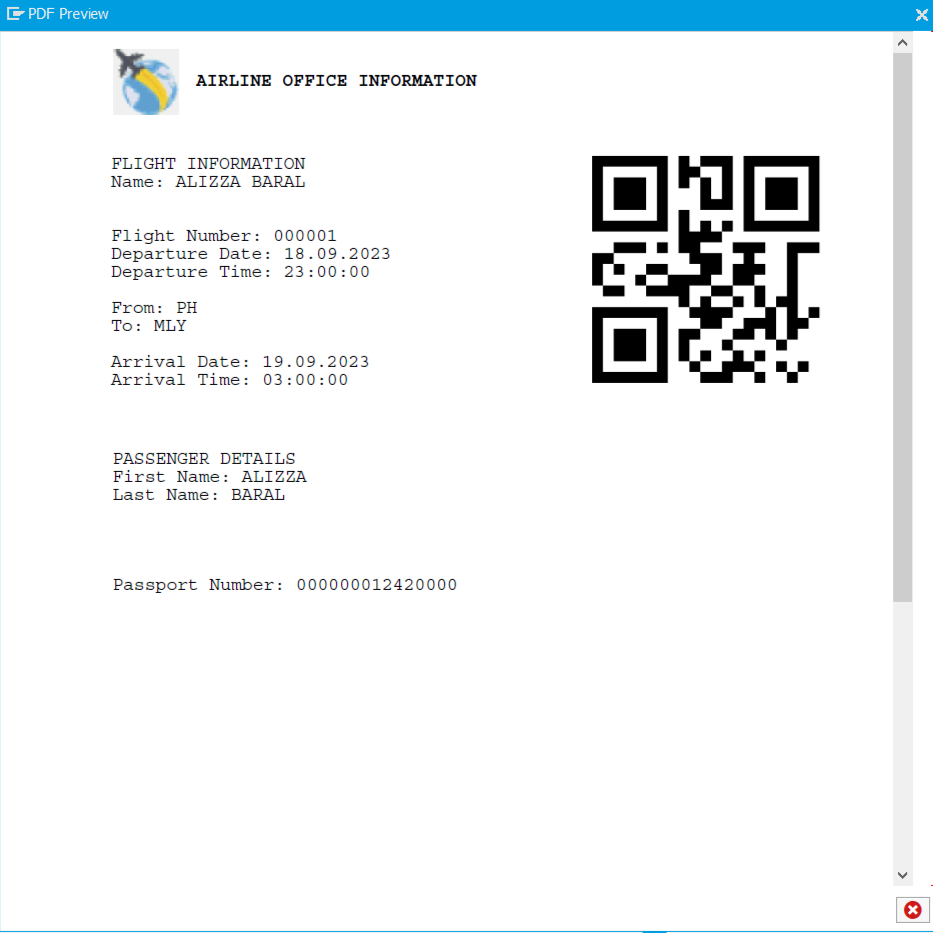 PDF Preview
AIRLINE OFFICE INFORMATION
FLIGHT INFORMATION
Name: ALIZZA BARAL
Flight Number: 000001
Departure Date: 18.09.2023
Departure Time: 23:00:00
From: PH
To: MLY
Arrival Date: 19.09.2023
Arrival Time: 03:00:00
PASSENGER DETAILS
First Name: ALIZZA
Last Name: BARAL
Passport Number: 000000012420000